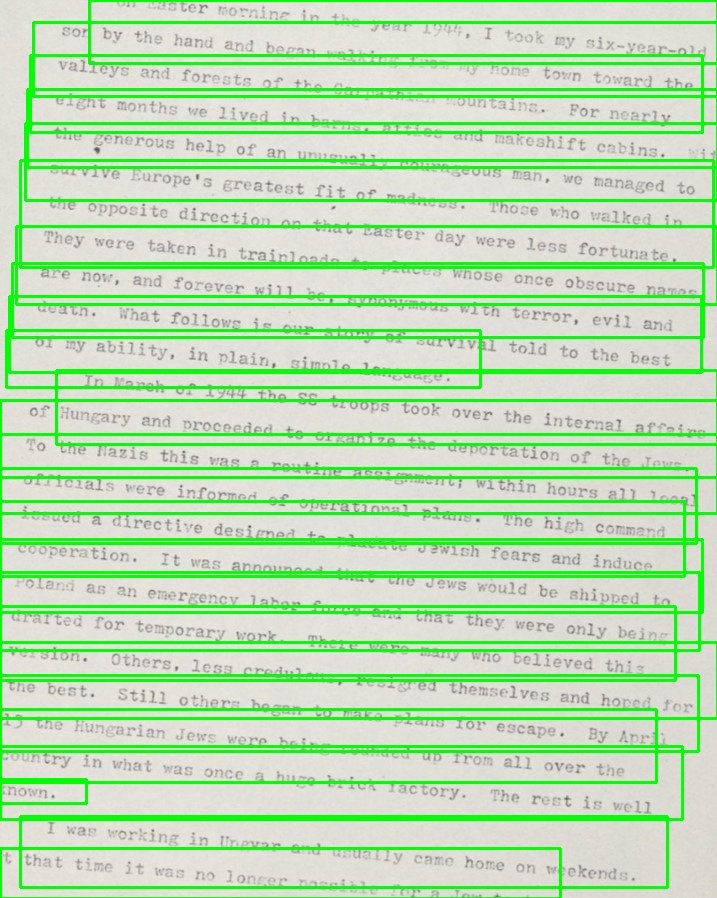 on Easter morning in the year 1944, I took my six-year-old
son by the hand and began walking from my home town toward the
valleys and forests of the Carpathian mountains. For nearly
eight months we lived in barns, attics and makeshift cabins. Wit
the generous help of an unusually courageous man, we managed to
survive Europe's greatest fit of madness. Those who walked in
the opposite direction on that Easter day were less fortunate.
They were taken in trainloads to places whose once obscure names
are now, and forever will be, synonymous with terror, evil and
death. What follows is our story of survival told to the best
of my ability, in plain, simple language.
In March of 1944 the SS troops took over the internal affairs
of Hungary and proceeded to organize the deportation of the Jews.
To the Nazis this was a routine assignment; within hours all local
officials were informed of operational plans. The high command
issued a directive designed to placate Jewish fears and induce
cooperation. It was announced that the Jews would be shipped to
Poland as an emergency labor force and that they were only being
drafted for temporary work. There were many who believed this
version. Others, less credulous, resigned themselves and hoped for
the best. Still others began to make plans for escape. By April
15 the Hungarian Jews were being rounded up from all over the
country in what was once a huge brick factory. The rest is well
known.
I was working in Ungvar and usually came home on weekends.
t that time it was no longer possible for a Jew to